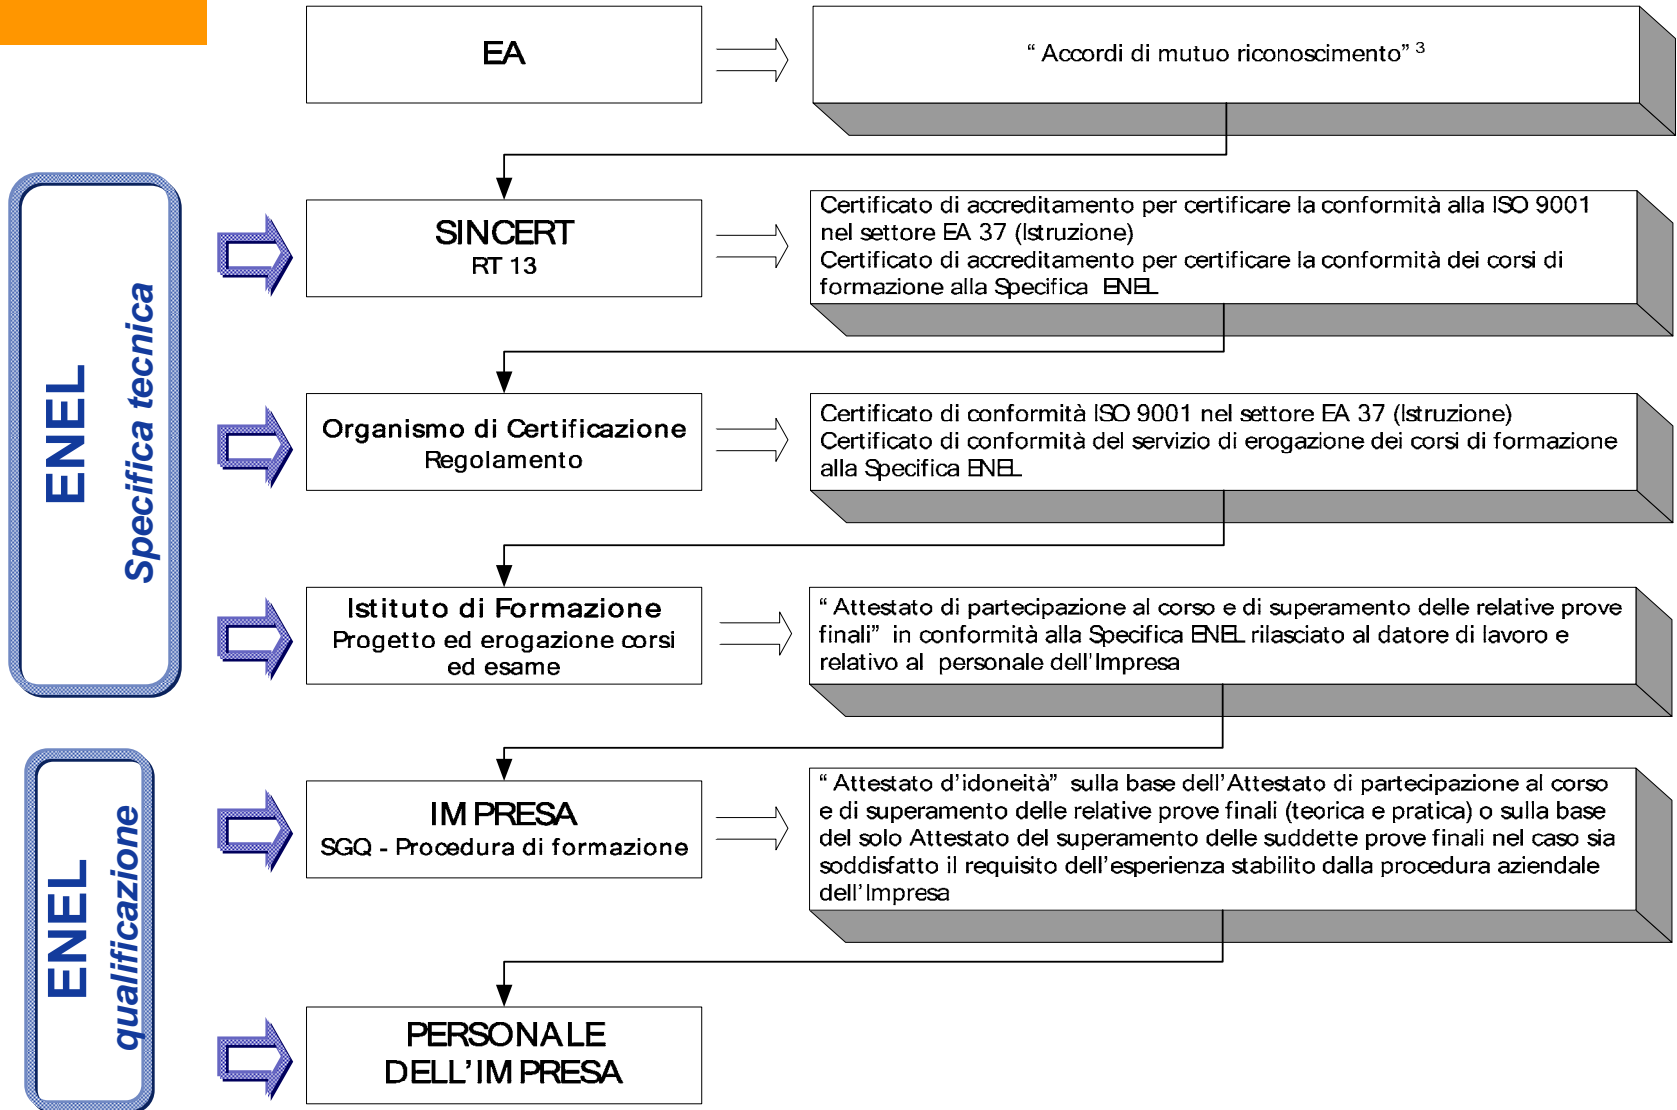 EA
“ Accordi di mutuo riconoscimento” 3
ENEL
Specifica tecnica
SINCERT
RT 13
Certificato di accreditamento per certificare la conformità alla ISO 9001
nel settore EA 37 (Istruzione)
Certificato di accreditamento per certificare la conformità dei corsi di
formazione alla Specifica ENEL
Organismo di Certificazione
Regolamento
Certificato di conformità ISO 9001 nel settore EA 37 (Istruzione)
Certificato di conformità del servizio di erogazione dei corsi di formazione
alla Specifica ENEL
Istituto di Formazione
Progetto ed erogazione corsi
ed esame
“ Attestato di partecipazione al corso e di superamento delle relative prove
finali” in conformità alla Specifica ENEL rilasciato al datore di lavoro e
relativo al personale dell’Impresa
ENEL
qualificazione
IMPRESA
SGQ - Procedura di formazione
“ Attestato d’idoneità” sulla base dell’Attestato di partecipazione al corso
e di superamento delle relative prove finali (teorica e pratica) o sulla base
del solo Attestato del superamento delle suddette prove finali nel caso sia
soddisfatto il requisito dell’esperienza stabilito dalla procedura aziendale
dell’Impresa
PERSONALE
DELL’IMPRESA